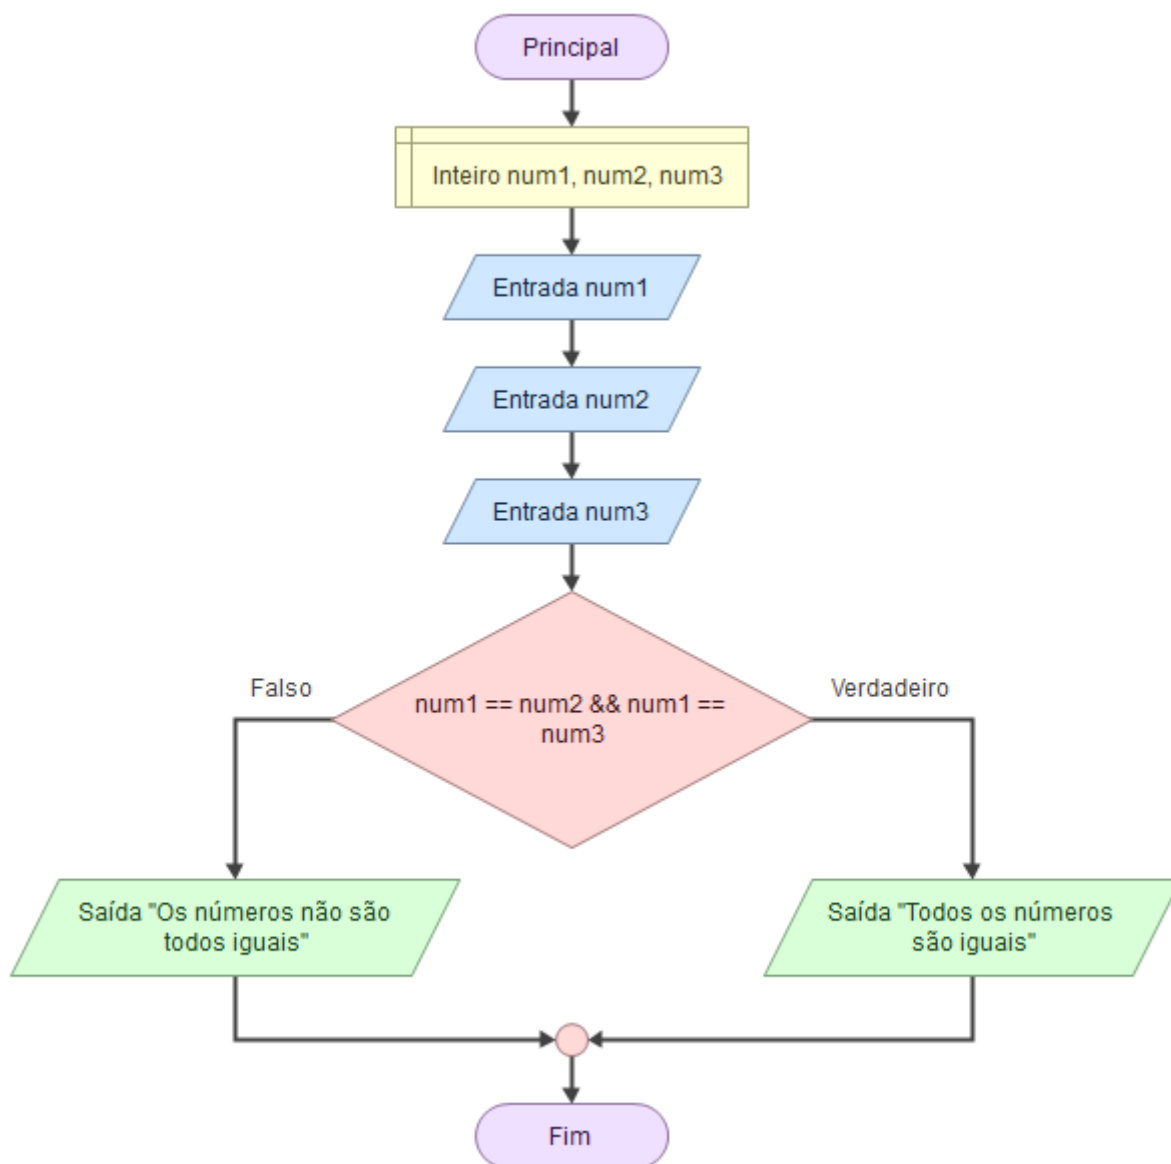 Principal
Inteiro num1, num2, num3
Entrada num1
Entrada num2
Entrada num3
Falso
Verdadeiro
num1 == num2 && num1 ==
num3
Saída "Os números não são
todos iguais"
Saída "Todos os números
são iguais"
Fim